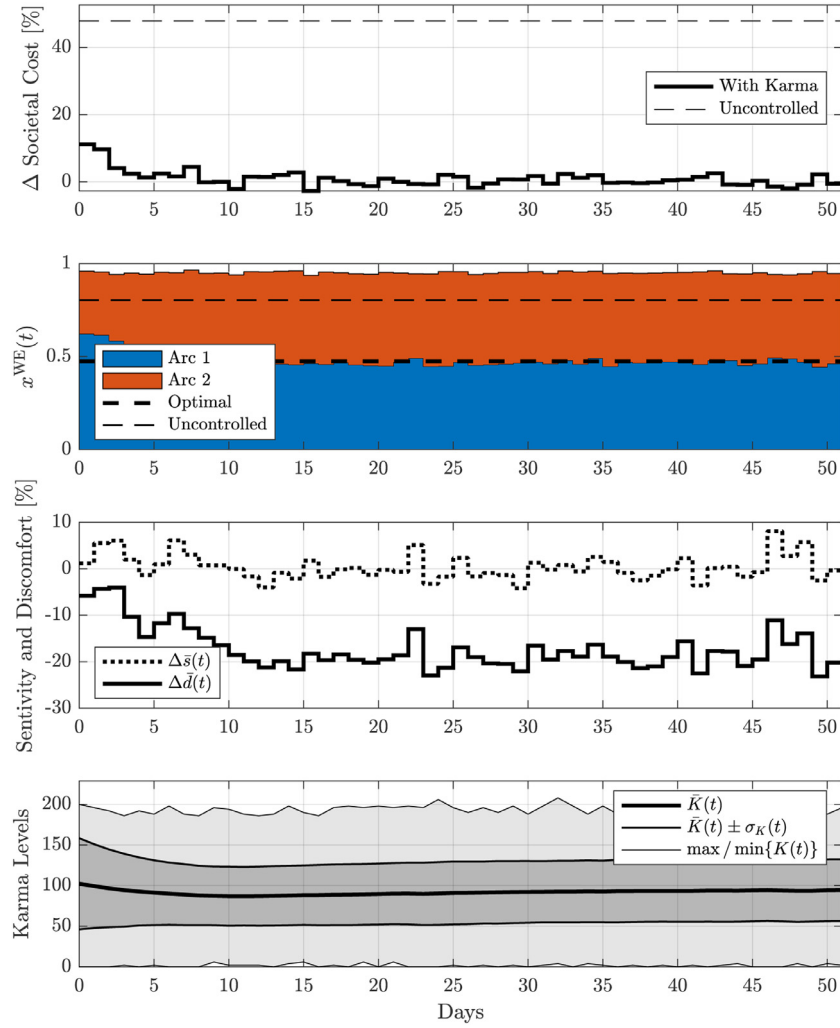 Δ Societal Cost [%]
40
20
0
With Karma
Uncontrolled
0 5 10 15 20 25 30 35 40 45 50
x^WE(t)
1
0.5
0
Arc 1
Arc 2
Optimal
Uncontrolled
0 5 10 15 20 25 30 35 40 45 50
Sentivity and Discomfort [%]
10
0
-10
-20
-30
Δs̄(t)
Δd̄(t)
0 5 10 15 20 25 30 35 40 45 50
Karma Levels
200
150
100
50
0
K̄(t)
K̄(t) ± σ_K(t)
max / min{K(t)}
0 5 10 15 20 25 30 35 40 45 50
Days